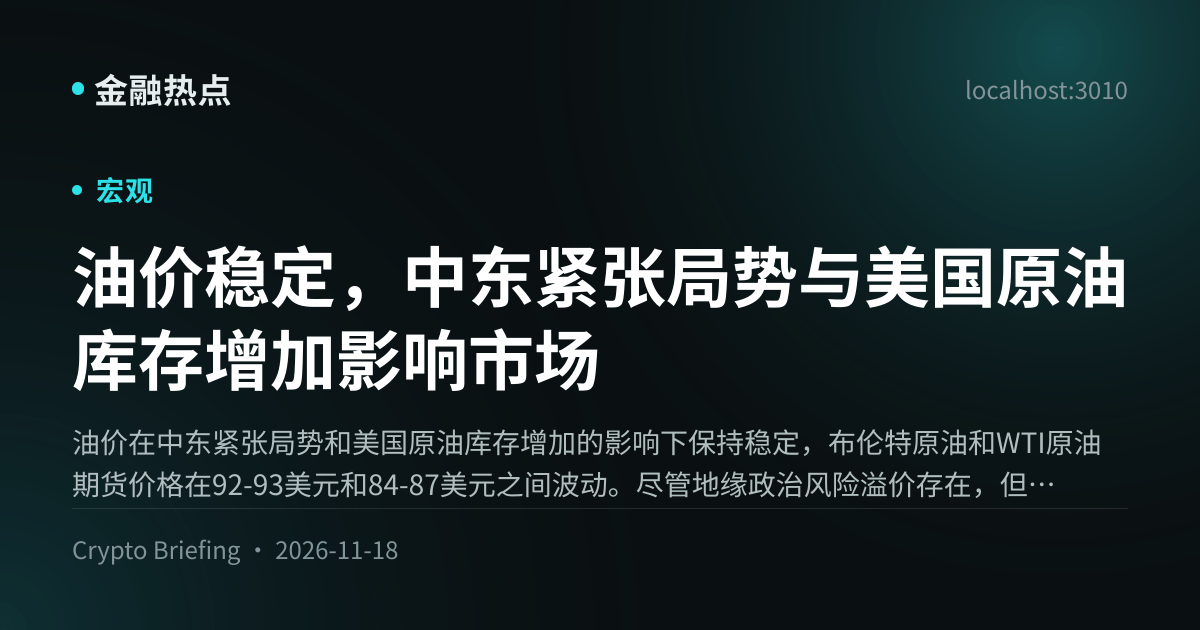 金融热点
localhost:3010
宏观
油价稳定，中东紧张局势与美国原油
库存增加影响市场
油价在中东紧张局势和美国原油库存增加的影响下保持稳定，布伦特原油和WTI原油
期货价格在92-93美元和84-87美元之间波动。尽管地缘政治风险溢价存在，但…
Crypto Briefing · 2026-11-18